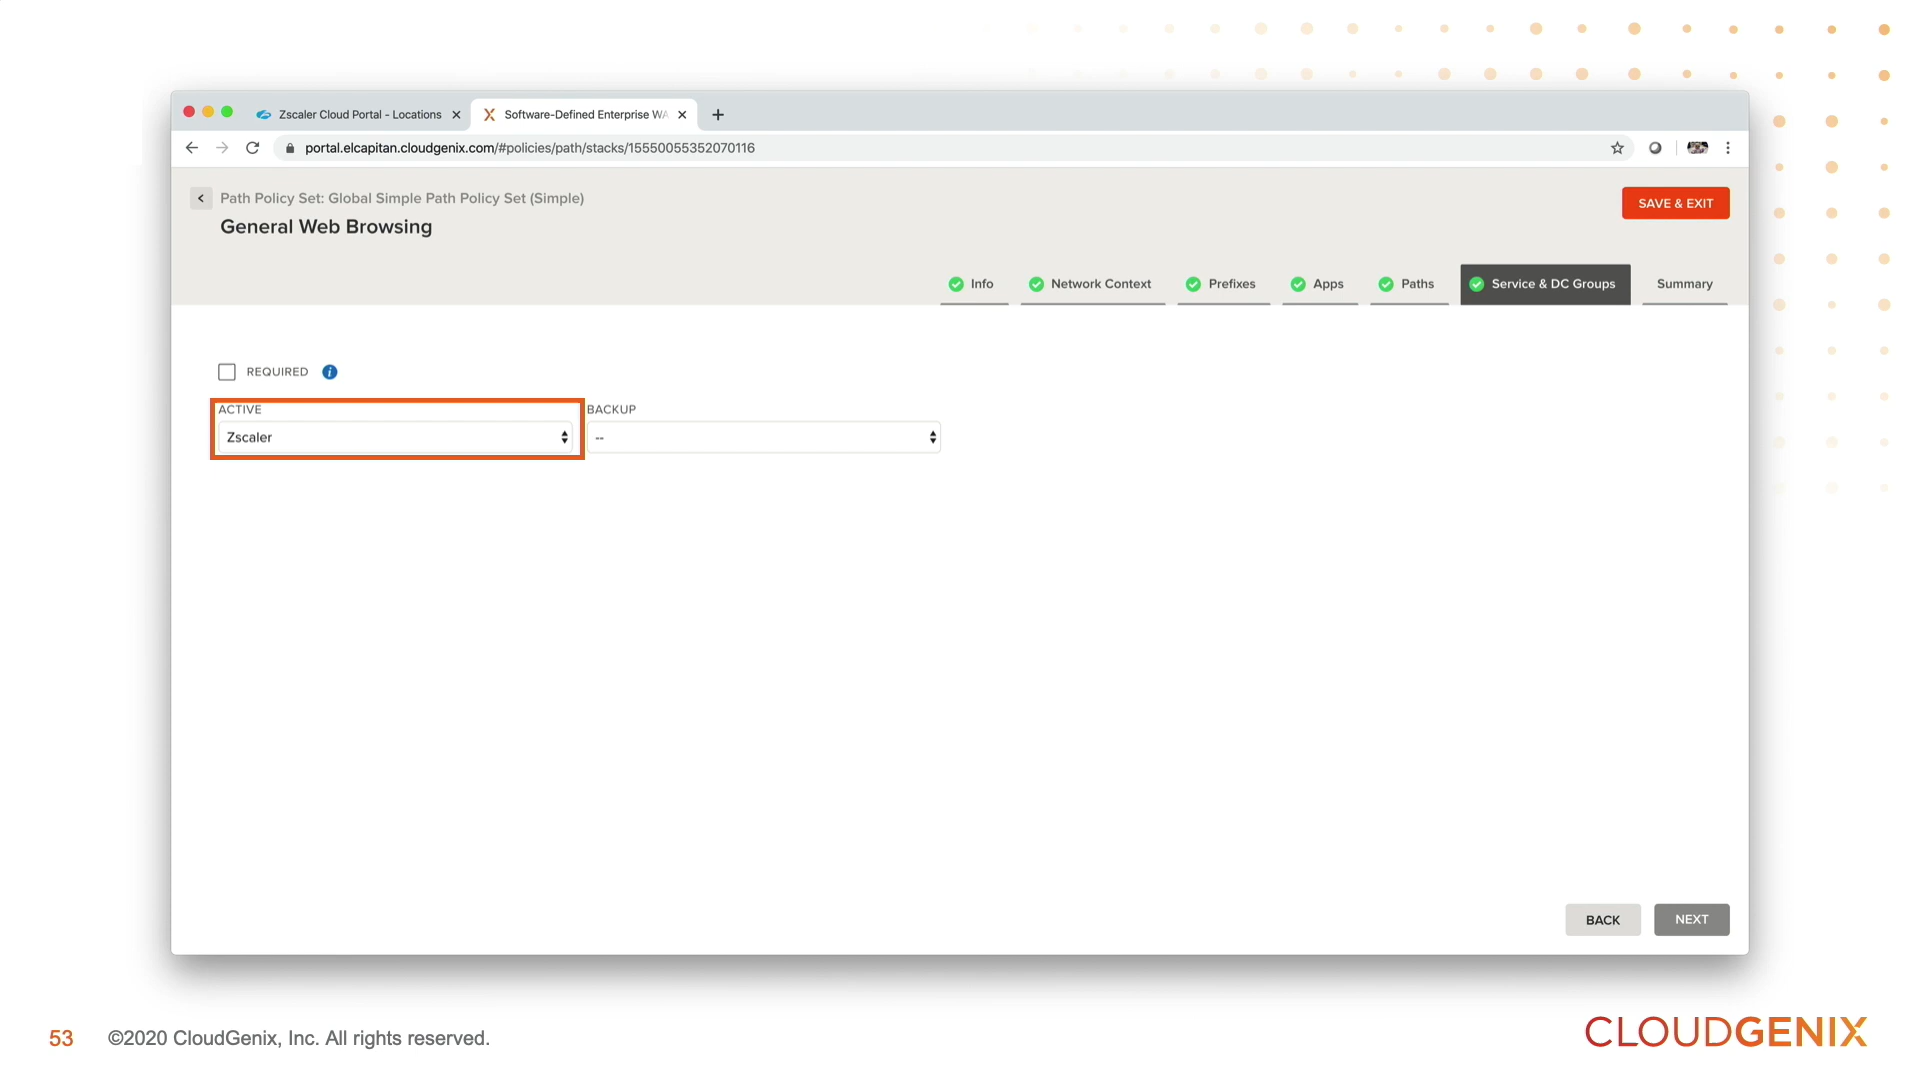 Zscaler Cloud Portal - Locations
Software-Defined Enterprise WA
portal.elcapitan.cloudgenix.com/#policies/path/stacks/15550055352070116
Path Policy Set: Global Simple Path Policy Set (Simple)
SAVE & EXIT
General Web Browsing
Info
Network Context
Prefixes
Apps
Paths
Service & DC Groups
Summary
REQUIRED
ACTIVE
BACKUP
Zscaler
--
BACK
NEXT
53
©2020 CloudGenix, Inc. All rights reserved.
CLOUDGENIX